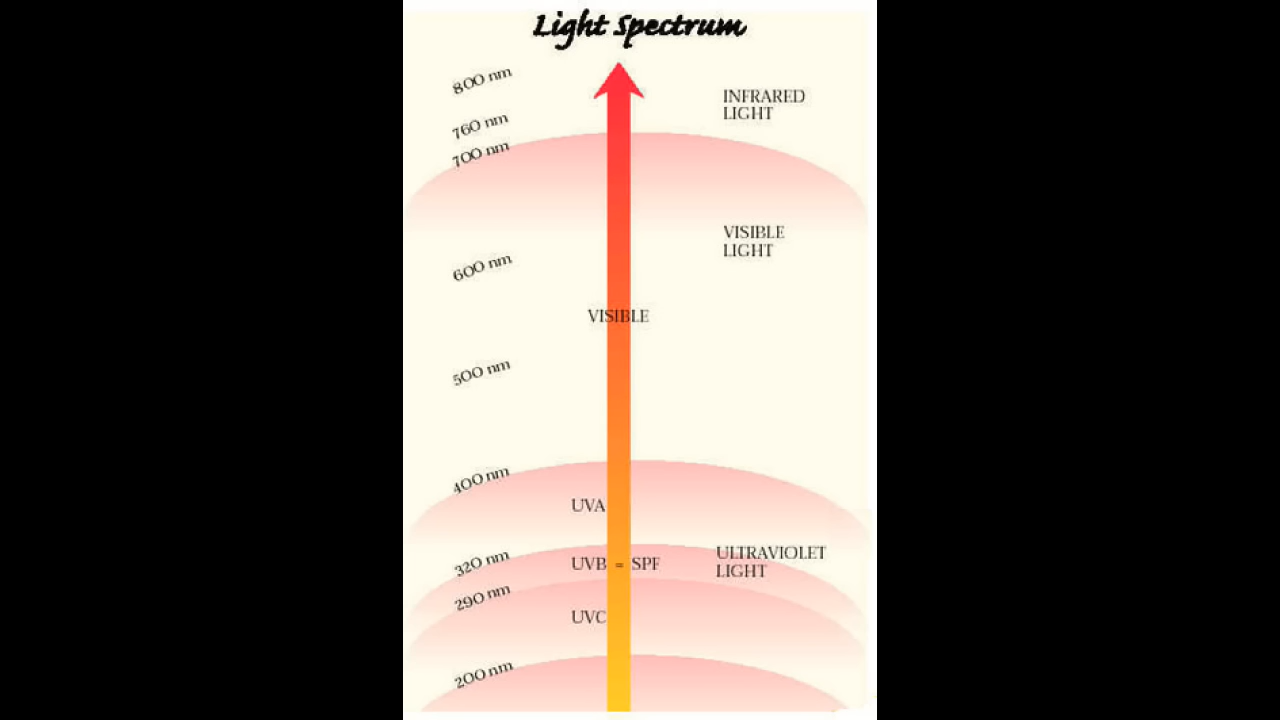 Light Spectrum
800 nm
INFRARED
LIGHT
760 nm
700 nm
VISIBLE
LIGHT
600 nm
VISIBLE
500 nm
400 nm
UVA
320 nm
UVB = SPF
ULTRAVIOLET
LIGHT
290 nm
UVC
200 nm